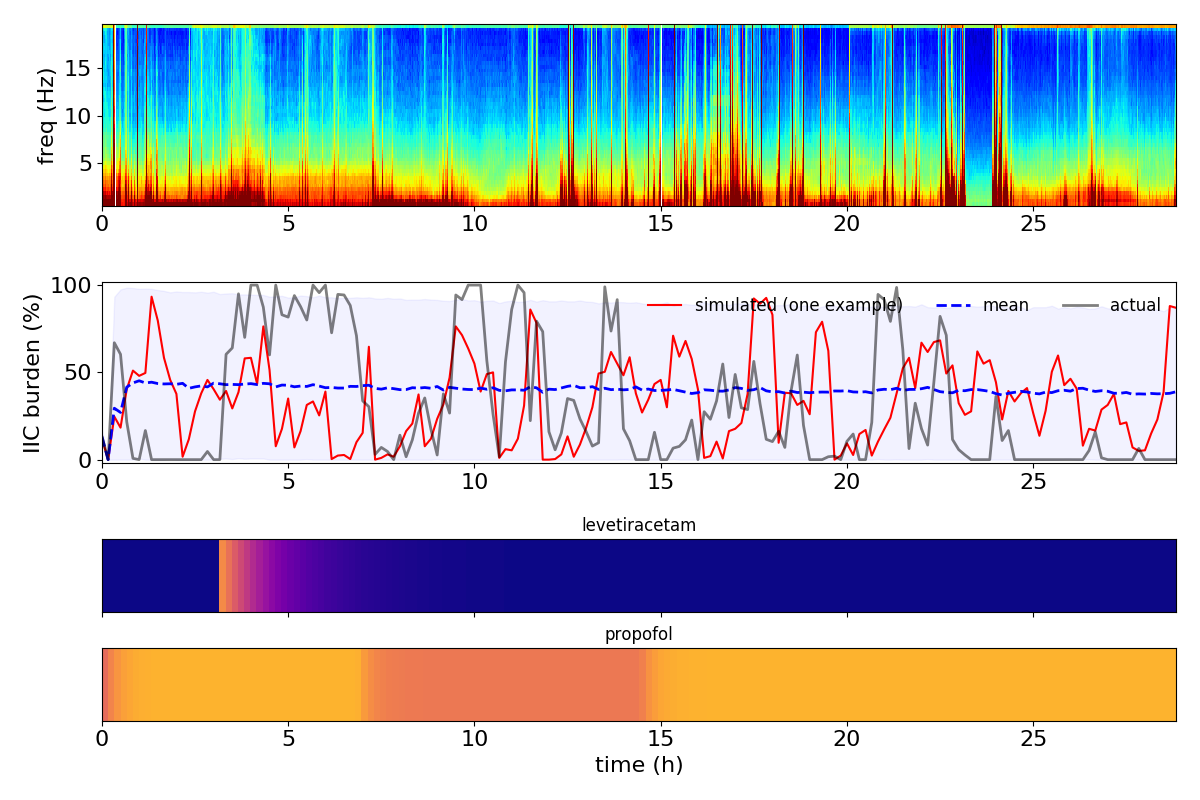 freq (Hz)
15
10
5
0 5 10 15 20 25
IIC burden (%)
100
50
0
simulated (one example) mean actual
0 5 10 15 20 25
levetiracetam
propofol
0 5 10 15 20 25
time (h)